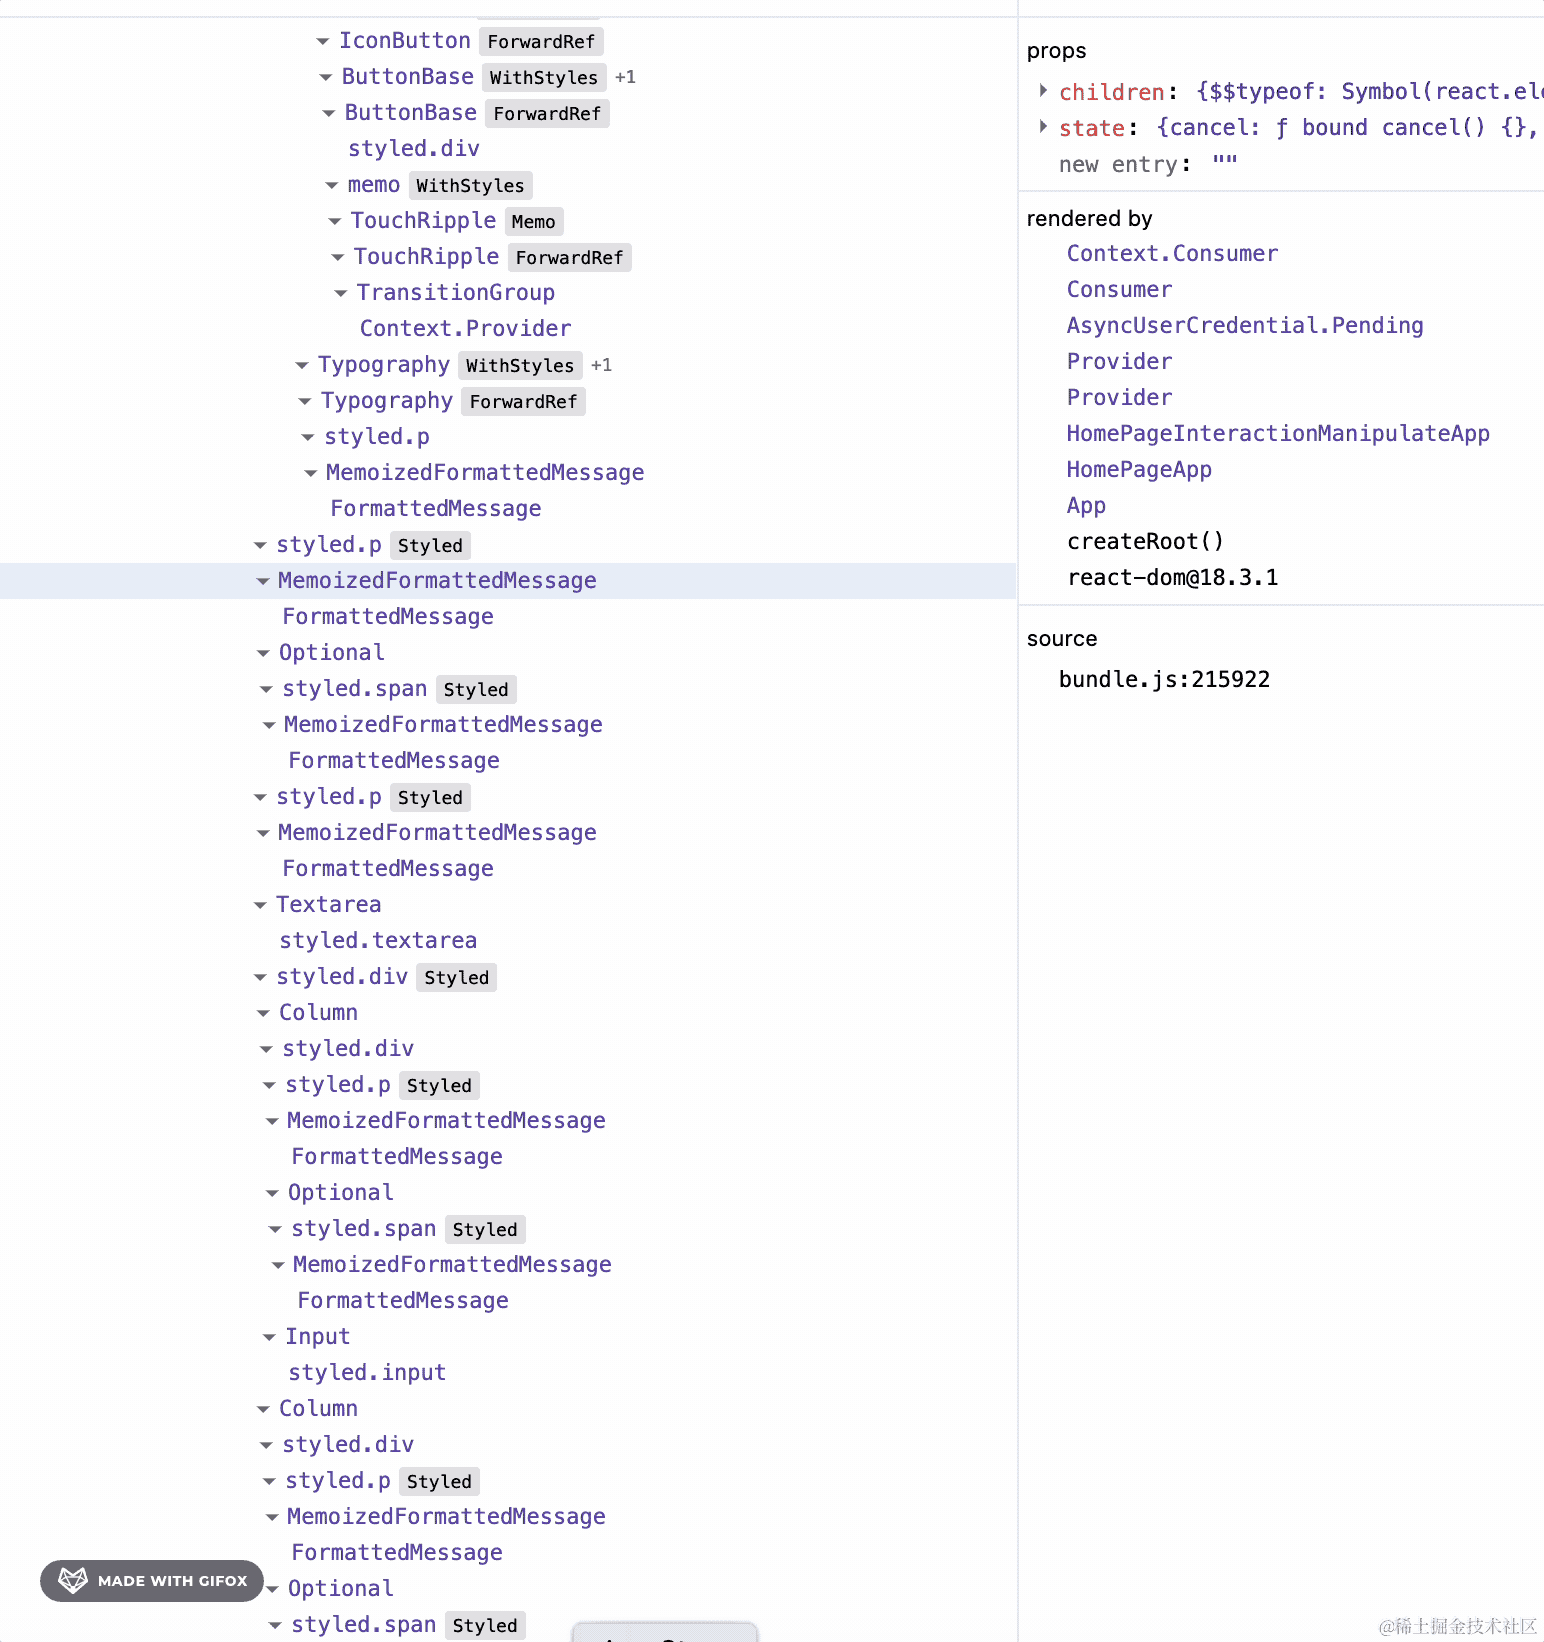 IconButton ForwardRef
ButtonBase WithStyles +1
ButtonBase ForwardRef
styled.div
memo WithStyles
TouchRipple Memo
TouchRipple ForwardRef
TransitionGroup
Context.Provider
Typography WithStyles +1
Typography ForwardRef
styled.p
MemoizedFormattedMessage
FormattedMessage
styled.p Styled
MemoizedFormattedMessage
FormattedMessage
Optional
styled.span Styled
MemoizedFormattedMessage
FormattedMessage
styled.p Styled
MemoizedFormattedMessage
FormattedMessage
Textarea
styled.textarea
styled.div Styled
Column
styled.div
styled.p Styled
MemoizedFormattedMessage
FormattedMessage
Optional
styled.span Styled
MemoizedFormattedMessage
FormattedMessage
Input
styled.input
Column
styled.div
styled.p Styled
MemoizedFormattedMessage
FormattedMessage
Optional
styled.span Styled
MADE WITH GIFOX
props
children: {$$typeof: Symbol(react.ele
state: {cancel: ƒ bound cancel() {},
new entry: ""
rendered by
Context.Consumer
Consumer
AsyncUserCredential.Pending
Provider
Provider
HomePageInteractionManipulateApp
HomePageApp
App
createRoot()
react-dom@18.3.1
source
bundle.js:215922
@稀土掘金技术社区